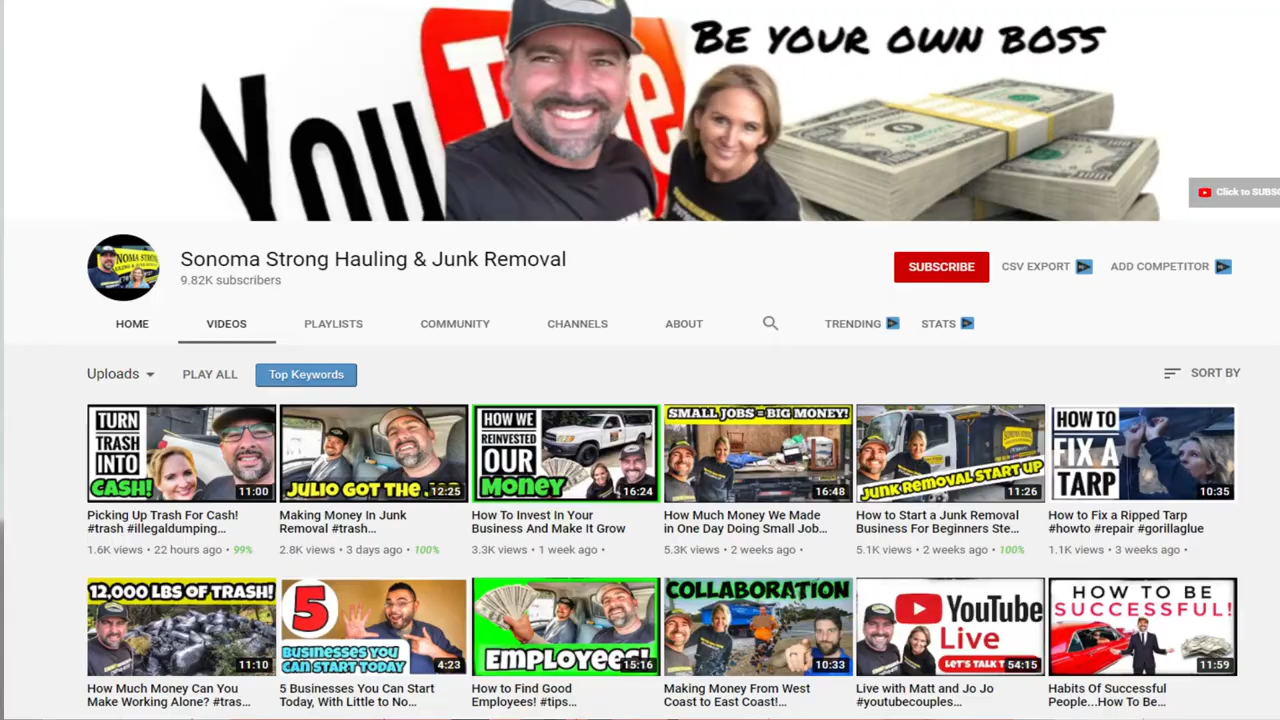 BE YOUR OWN BOSS
You
Click to SUBSC
Sonoma Strong Hauling & Junk Removal
9.82K subscribers
SUBSCRIBE
CSV EXPORT
ADD COMPETITOR
HOME
VIDEOS
PLAYLISTS
COMMUNITY
CHANNELS
ABOUT
TRENDING
STATS
Uploads
PLAY ALL
Top Keywords
SORT BY
TURN
TRASH
INTO
CASH!
11:00
Picking Up Trash For Cash!
#trash #illegaldumping...
1.6K views • 22 hours ago • 99%
JULIO GOT THE
12:25
Making Money In Junk
Removal #trash...
2.8K views • 3 days ago • 100%
HOW WE
REINVESTED
OUR
MONEY
16:24
How To Invest In Your
Business And Make It Grow
3.3K views • 1 week ago •
SMALL JOBS = BIG MONEY!
16:48
How Much Money We Made
in One Day Doing Small Job...
5.3K views • 2 weeks ago •
JUNK REMOVAL START UP
11:26
How to Start a Junk Removal
Business For Beginners Ste...
5.1K views • 2 weeks ago • 100%
HOW TO
FIX A
TARP
10:35
How to Fix a Ripped Tarp
#howto #repair #gorillaglue
1.1K views • 3 weeks ago •
12,000 LBS OF TRASH!
11:10
How Much Money Can You
Make Working Alone? #tras...
5
BUSINESSES YOU
CAN START TODAY
4:23
5 Businesses You Can Start
Today, With Little to No...
EMPLOYEES!
15:16
How to Find Good
Employees! #tips...
COLLABORATION
10:33
Making Money From West
Coast to East Coast!...
YouTube
Live
LET'S TALK T
54:15
Live with Matt and Jo Jo
#youtubecouples...
HOW TO BE
SUCCESSFUL!
11:59
Habits Of Successful
People...How To Be...